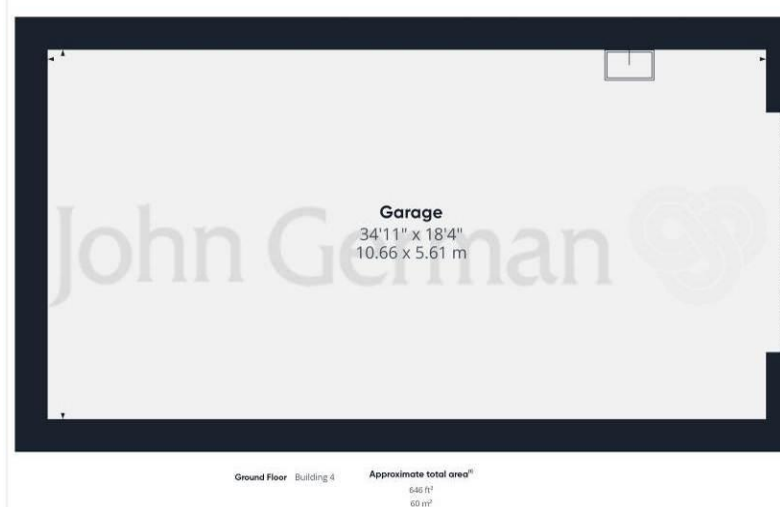 John German
Garage
34'11" x 18'4"
10.66 x 5.61 m
Ground Floor Building 4
Approximate total area⁽¹⁾
646 ft²
60 m²